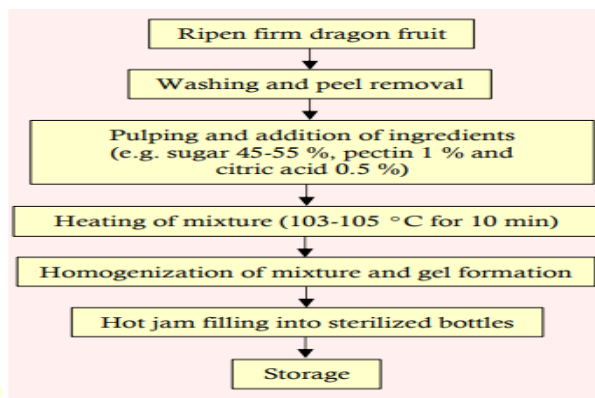 Ripen firm dragon fruit
Washing and peel removal
Pulping and addition of ingredients
(e.g. sugar 45-55 %, pectin 1 % and
citric acid 0.5 %)
Heating of mixture (103-105 °C for 10 min)
Homogenization of mixture and gel formation
Hot jam filling into sterilized bottles
Storage